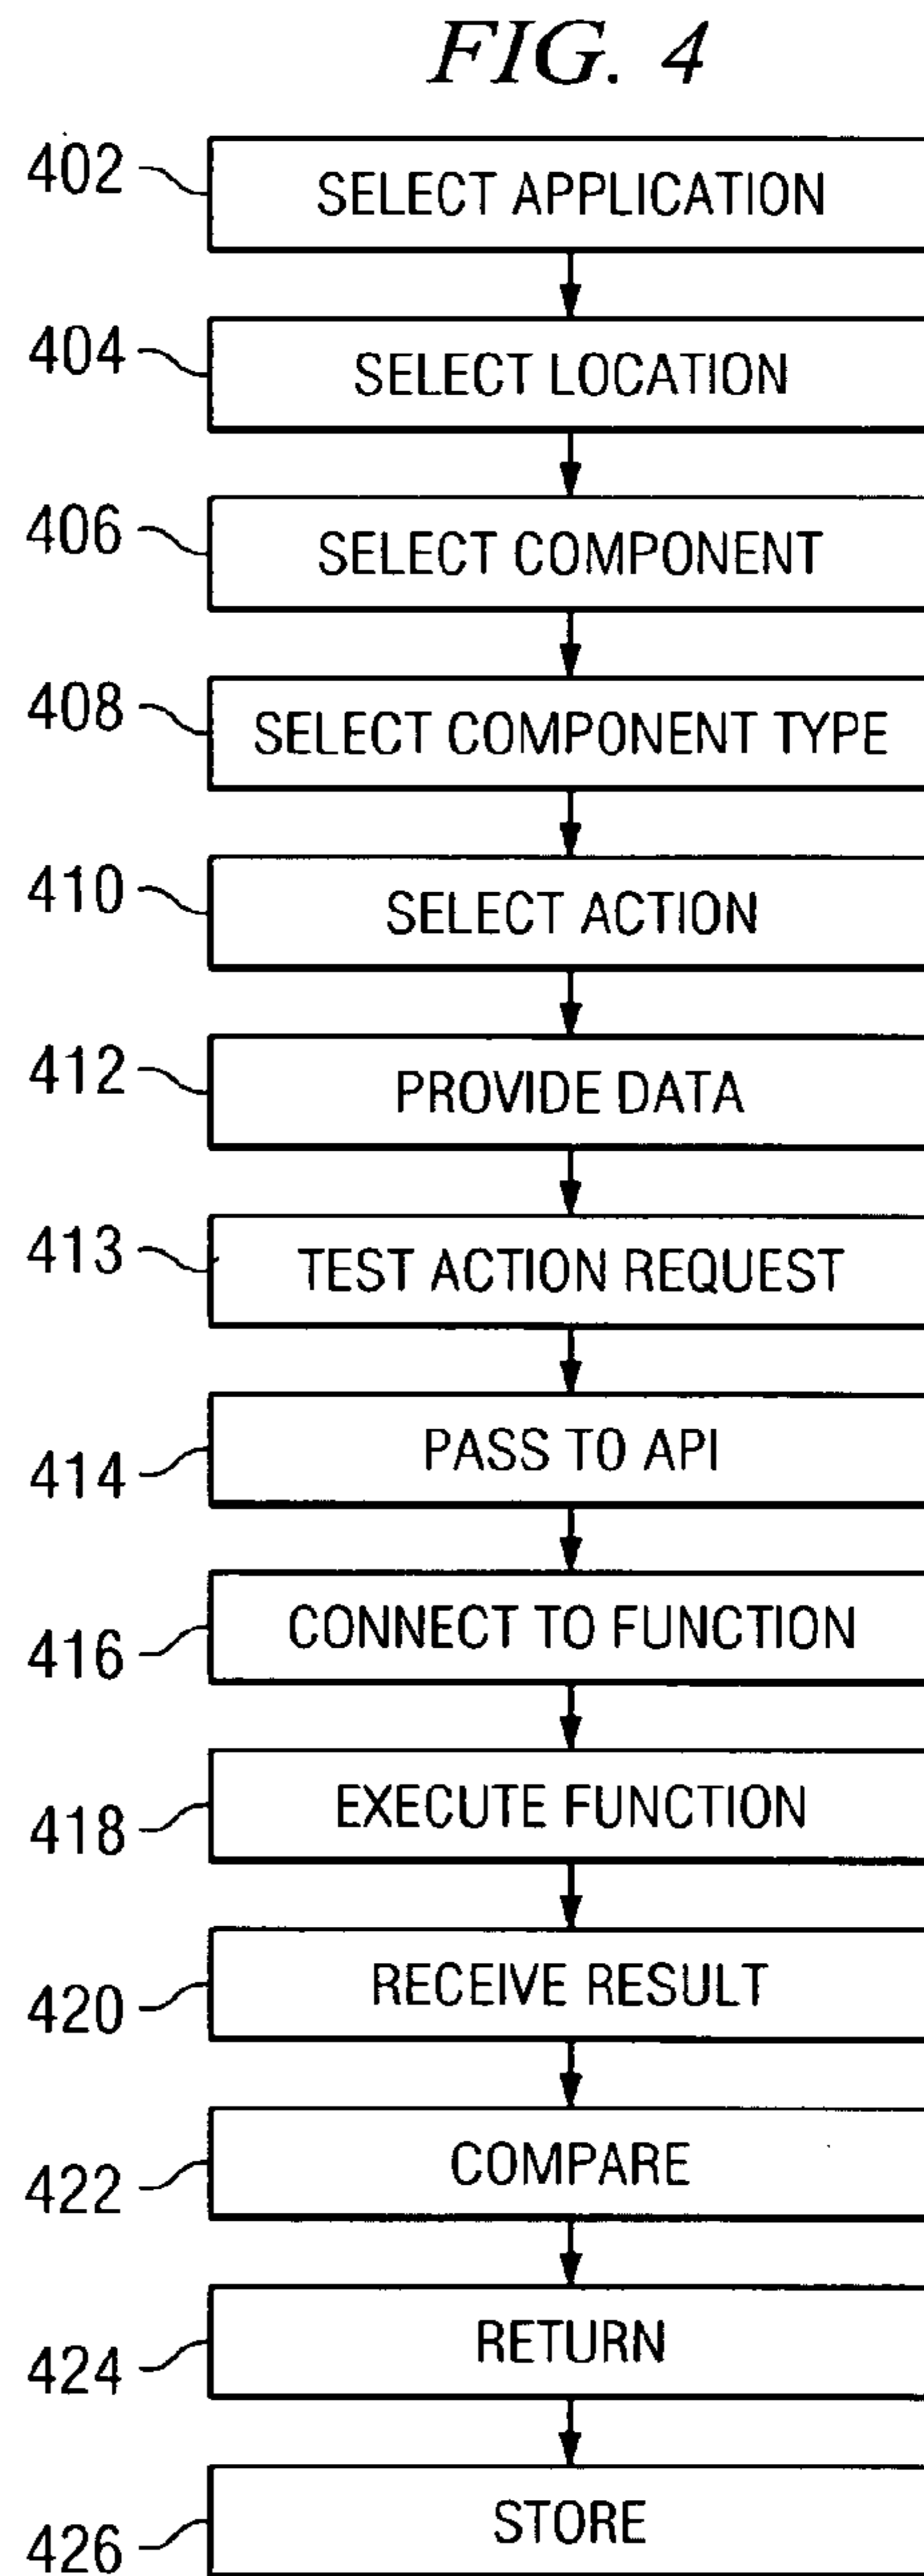 FIG. 4
402 SELECT APPLICATION
404 SELECT LOCATION
406 SELECT COMPONENT
408 SELECT COMPONENT TYPE
410 SELECT ACTION
412 PROVIDE DATA
413 TEST ACTION REQUEST
414 PASS TO API
416 CONNECT TO FUNCTION
418 EXECUTE FUNCTION
420 RECEIVE RESULT
422 COMPARE
424 RETURN
426 STORE